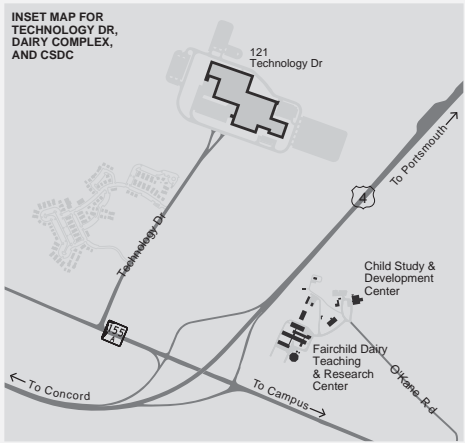 INSET MAP FOR
TECHNOLOGY DR,
DAIRY COMPLEX,
AND CSDC
121
Technology Dr
To Portsmouth
4
Technology Dr
Child Study &
Development
Center
155
A
Fairchild Dairy
Teaching
& Research
Center
O'Kane Rd
To Concord
To Campus